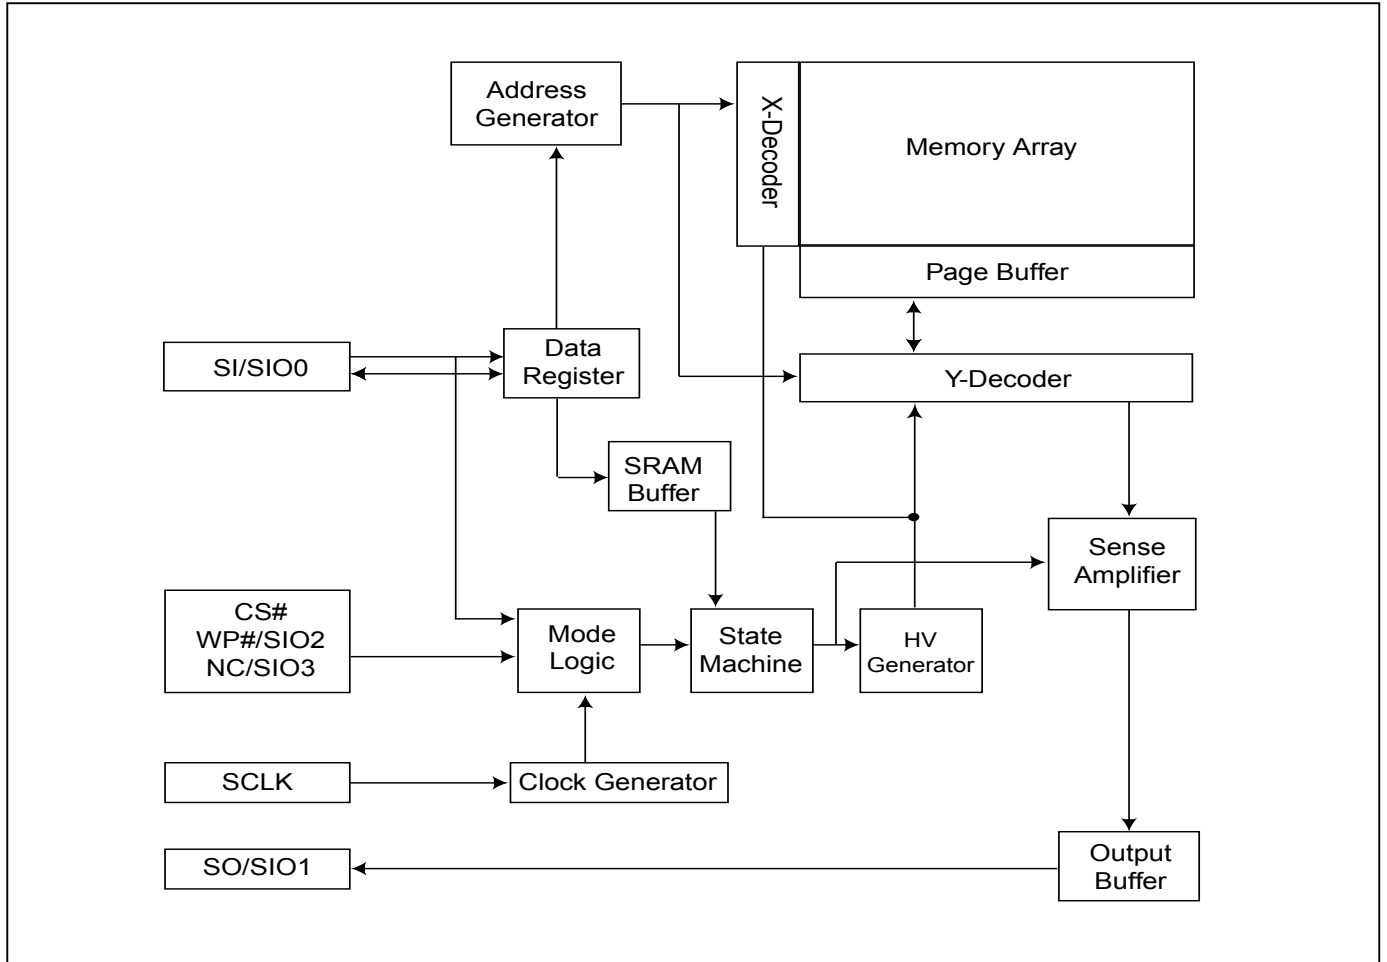 Address
Generator
X-Decoder
Memory Array
Page Buffer
SI/SIO0
Data
Register
Y-Decoder
SRAM
Buffer
Sense
Amplifier
CS#
WP#/SIO2
NC/SIO3
Mode
Logic
State
Machine
HV
Generator
SCLK
Clock Generator
SO/SIO1
Output
Buffer